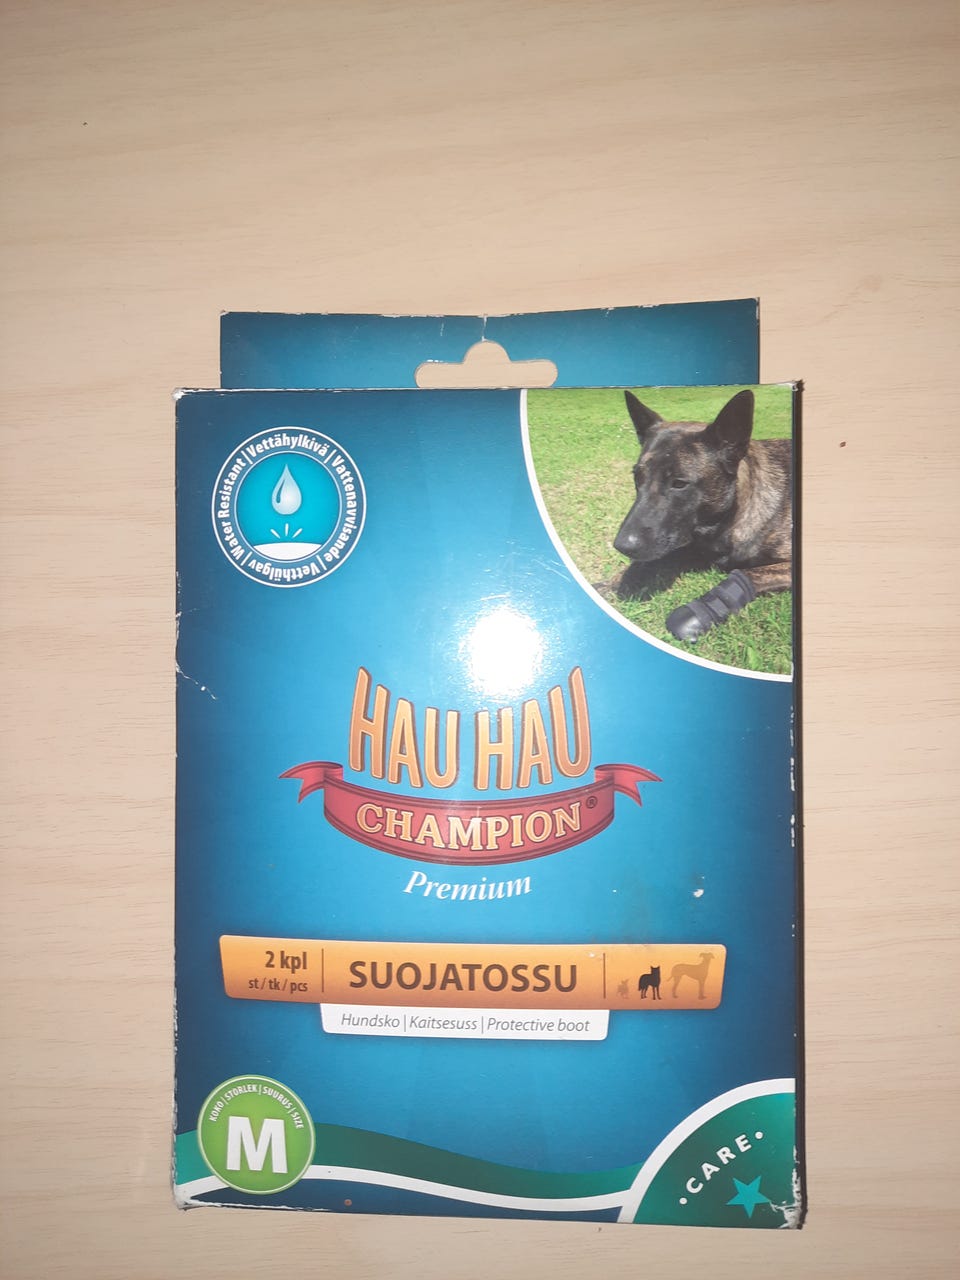 Water Resistant | Vettähylkivä | Vattenavvisande | Vetthülgav |
HAU HAU
CHAMPION®
Premium
2 kpl
st / tk / pcs
SUOJATOSSU
Hundsko | Kaitsesuss | Protective boot
KOKO | STORLEK | SUURUS | SIZE
M
• CARE •